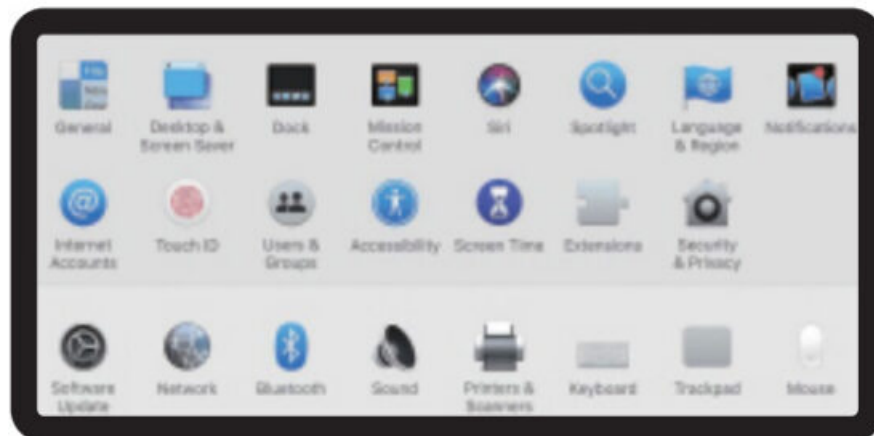 General
Desktop &
Screen Saver
Dock
Mission
Control
Siri
Spotlight
Language
& Region
Notifications
Internet
Accounts
Touch ID
Users &
Groups
Accessibility
Screen Time
Extensions
Security
& Privacy
Software
Update
Network
Bluetooth
Sound
Printers &
Scanners
Keyboard
Trackpad
Mouse